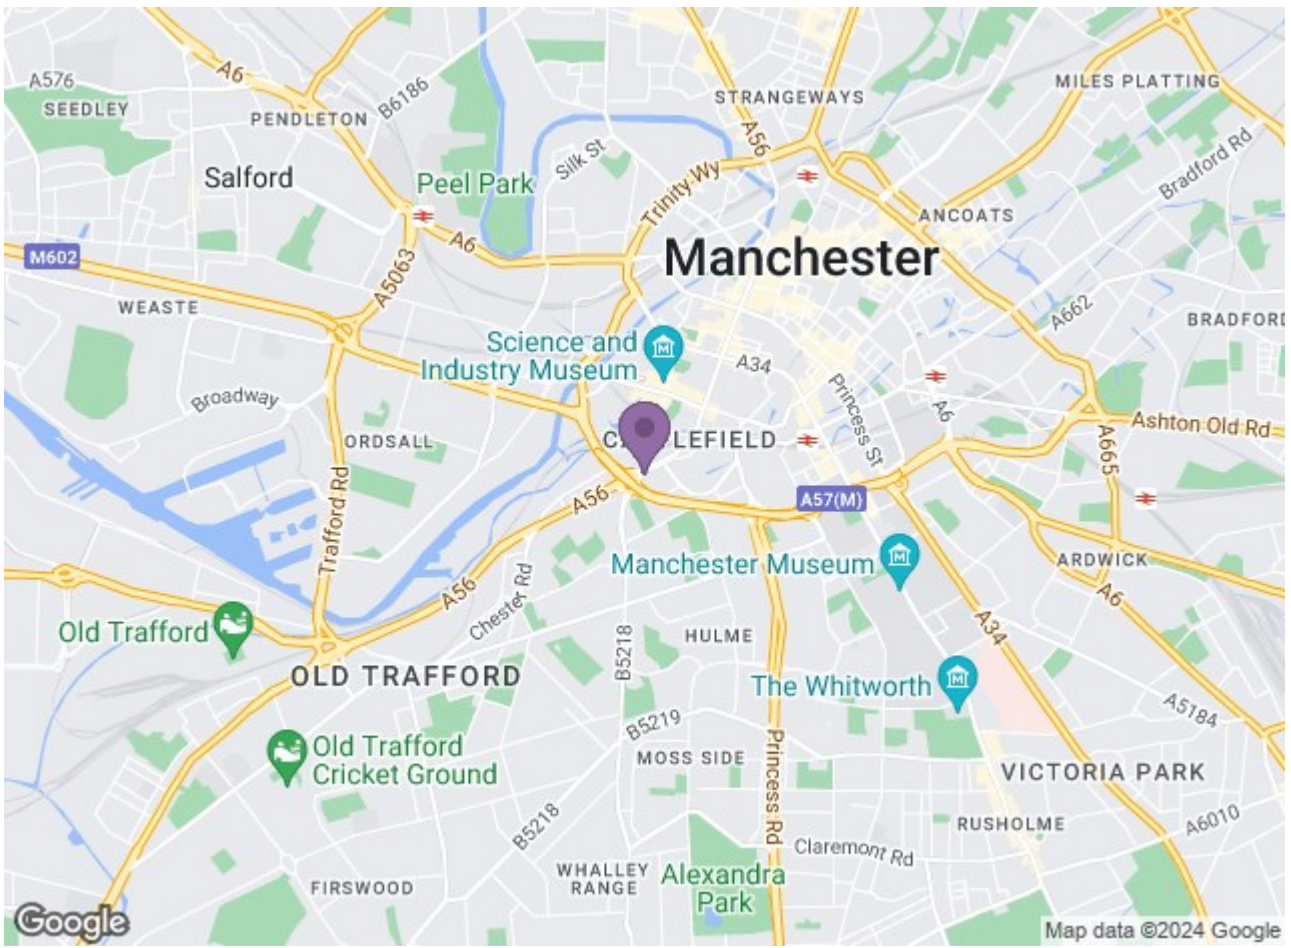 A576
SEEDLEY
A6
PENDLETON
B6186
STRANGEWAYS
MILES PLATTING
A56
Silk St
Bradford Rd
Salford
Peel Park
Trinity Wy
ANCOATS
A6
M602
A5063
Manchester
WEASTE
A662
BRADFORD
Science and
Industry Museum
A34
Princess St
A6
Broadway
ORDSALL
FIELD
Ashton Old Rd
A665
Trafford Rd
A56
A57(M)
Manchester Museum
ARDWICK
A56
Chester Rd
A6
Old Trafford
B5218
HULME
A34
OLD TRAFFORD
The Whitworth
A5184
B5219
Old Trafford
Cricket Ground
MOSS SIDE
Princess Rd
VICTORIA PARK
B5218
RUSHOLME
A6010
Claremont Rd
WHALLEY
RANGE
Alexandra
Park
FIRSWOOD
Google
Map data ©2024 Google